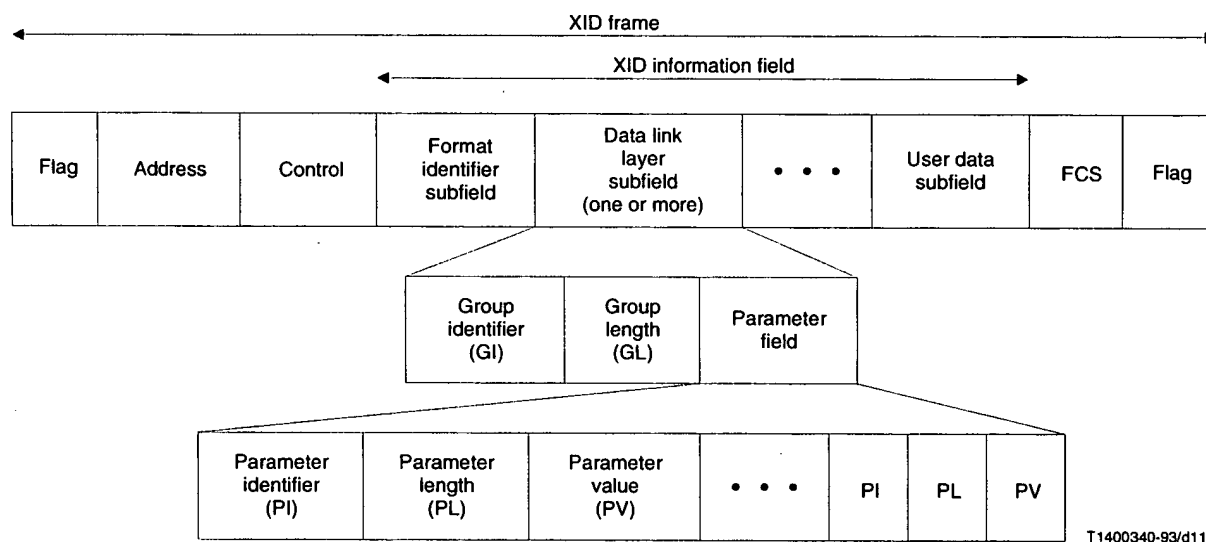 XID frame
XID information field
Flag
Address
Control
Format
identifier
subfield
Data link
layer
subfield
(one or more)
• • •
User data
subfield
FCS
Flag
Group
identifier
(GI)
Group
length
(GL)
Parameter
field
Parameter
identifier
(PI)
Parameter
length
(PL)
Parameter
value
(PV)
• • •
PI
PL
PV
T1400340-93/d11